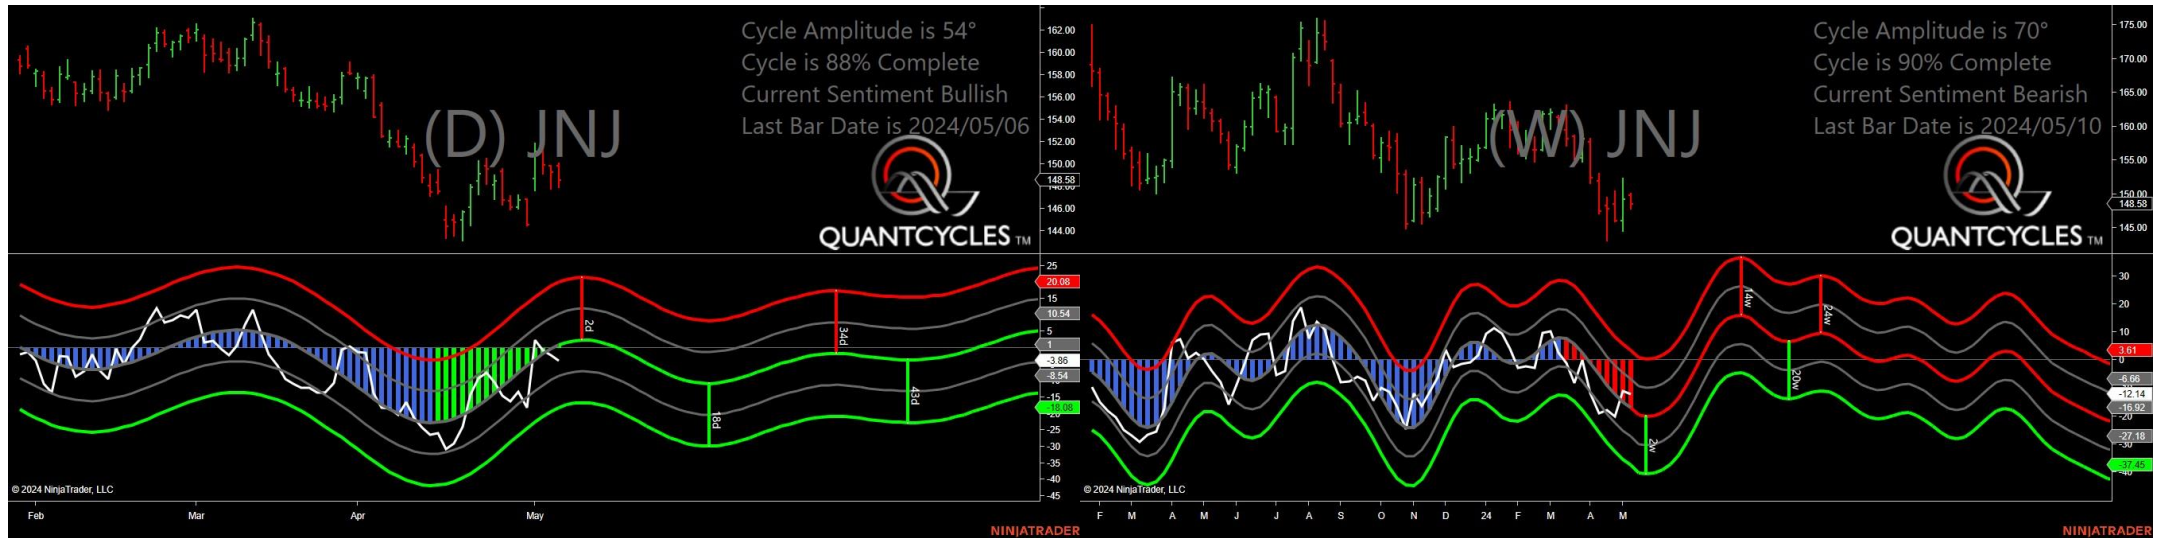 Cycle Amplitude is 54°
Cycle is 88% Complete
Current Sentiment Bullish
Last Bar Date is 2024/05/06
(D) JNJ
QUANTCYCLES TM
162.00
160.00
158.00
156.00
154.00
152.00
150.00
148.58
146.00
144.00
25
20.08
15
10.54
5
1
-3.86
-8.54
-15
-18.08
-25
-30
-35
-40
-45
2d
18d
34d
43d
© 2024 NinjaTrader, LLC
Feb
Mar
Apr
May
NINJATRADER
Cycle Amplitude is 70°
Cycle is 90% Complete
Current Sentiment Bearish
Last Bar Date is 2024/05/10
(W) JNJ
QUANTCYCLES TM
175.00
170.00
165.00
160.00
155.00
150.00
148.58
145.00
30
20
10
3.61
0
-6.66
-12.14
-16.92
-20
-27.18
-30
-37.45
2w
14w
20w
24w
© 2024 NinjaTrader, LLC
F M A M J J A S O N D 24 F M A M
NINJATRADER